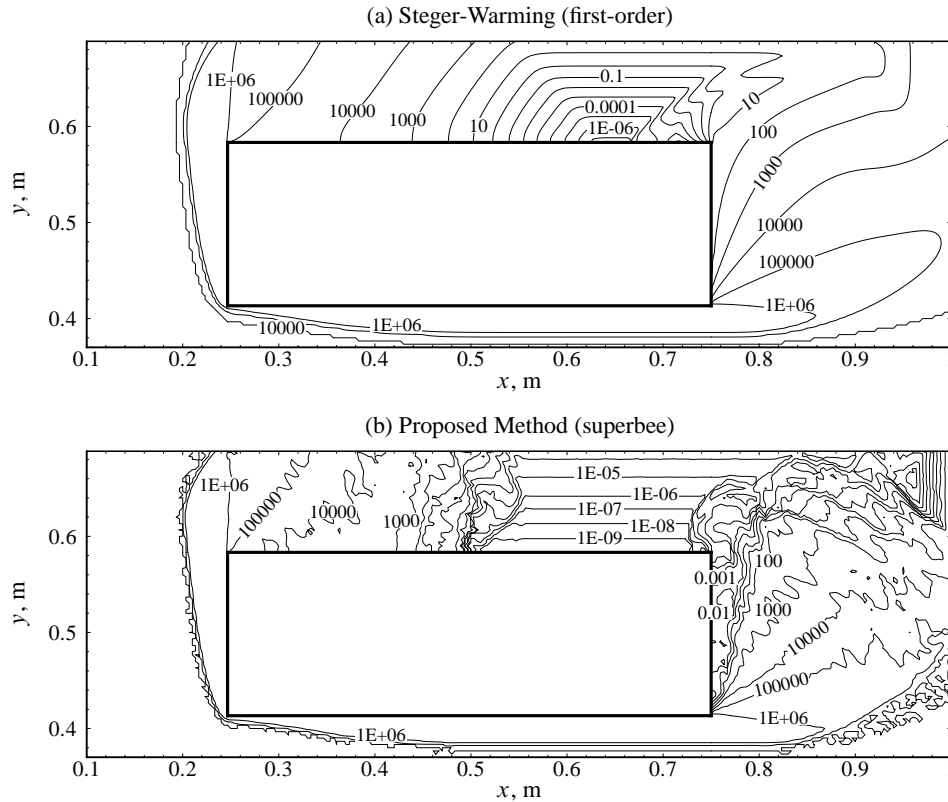 (a) Steger-Warming (first-order)
1E+06
100000
10000
1000
10
0.1
0.0001
1E-06
10
100
1000
10000
100000
1E+06
10000
1E+06
0.6
0.5
0.4
y, m
0.1 0.2 0.3 0.4 0.5 0.6 0.7 0.8 0.9
x, m
(b) Proposed Method (superbee)
1E+06
100000
10000
1000
1E-05
1E-06
1E-07
1E-08
1E-09
0.001
0.01
100
1000
10000
100000
1E+06
1E+06
0.6
0.5
0.4
y, m
0.1 0.2 0.3 0.4 0.5 0.6 0.7 0.8 0.9
x, m